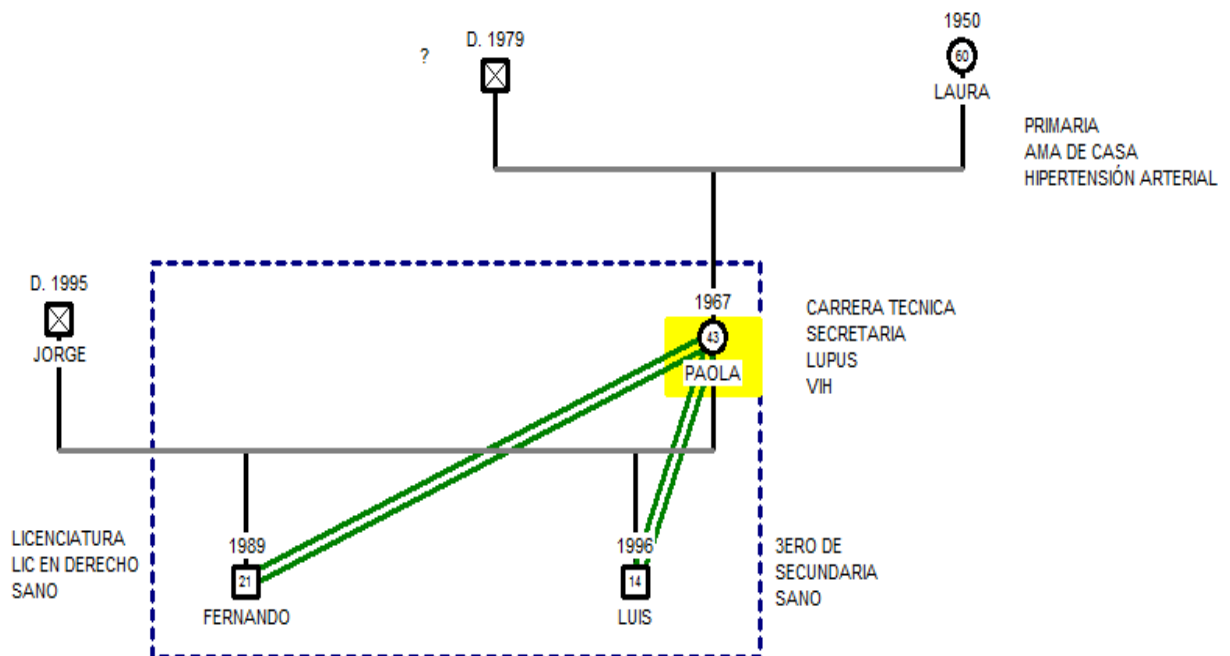 1950
D. 1979
?
60
LAURA
PRIMARIA
AMA DE CASA
HIPERTENSIÓN ARTERIAL
D. 1995
JORGE
1967
43
PAOLA
CARRERA TECNICA
SECRETARIA
LUPUS
VIH
LICENCIATURA
LIC EN DERECHO
SANO
1989
21
FERNANDO
1996
14
LUIS
3ERO DE
SECUNDARIA
SANO